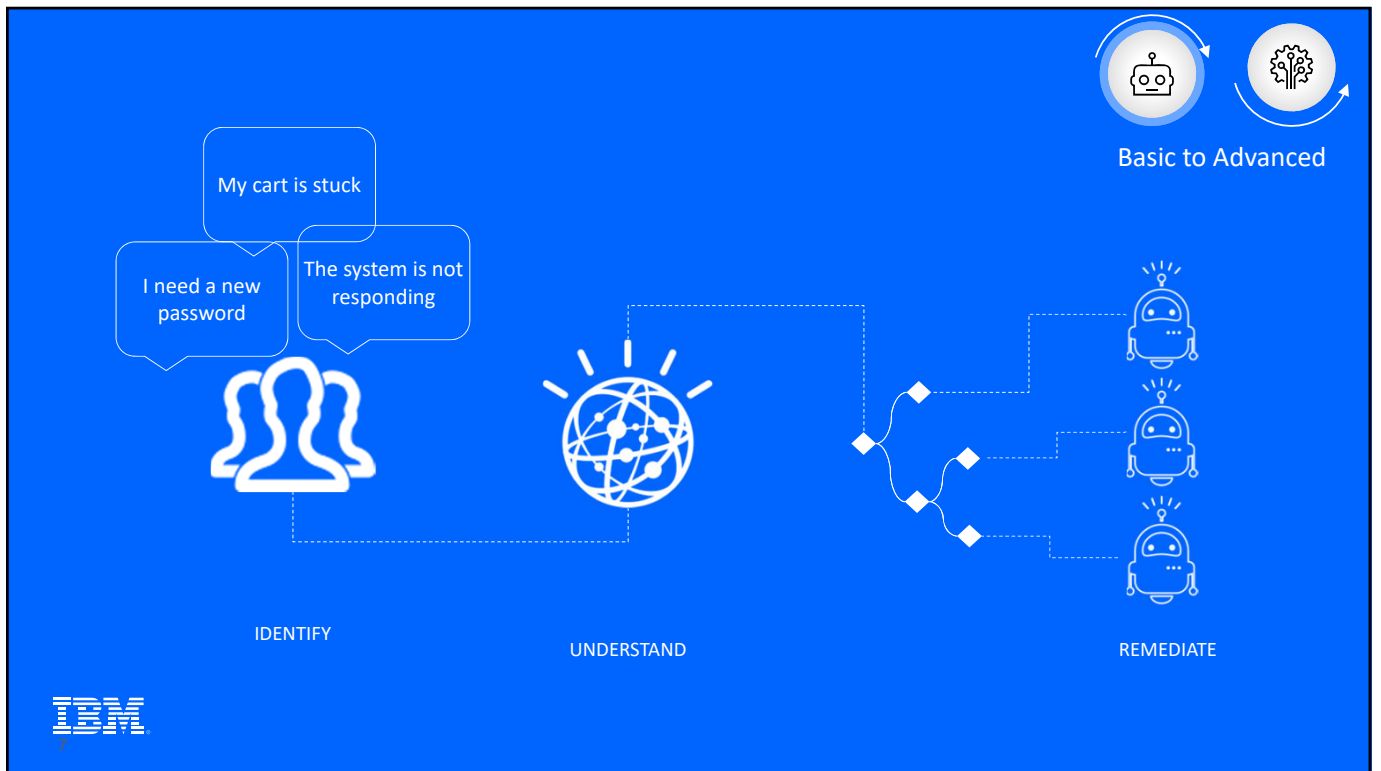 Basic to Advanced
My cart is stuck
I need a new
password
The system is not
responding
IDENTIFY
UNDERSTAND
REMEDIATE
IBM